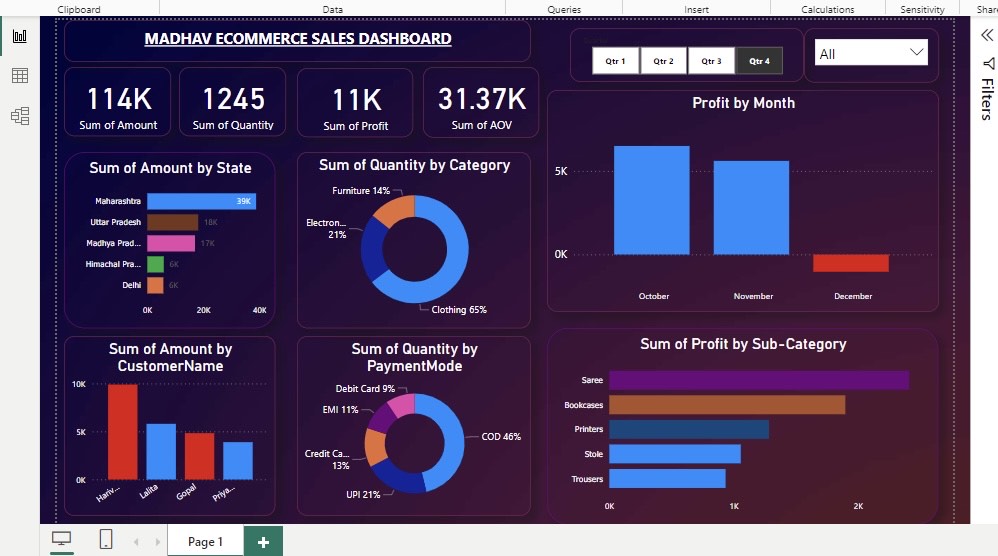 Clipboard
Data
Queries
Insert
Calculations
Sensitivity
Share
MADHAV ECOMMERCE SALES DASHBOARD
Qtr 1
Qtr 2
Qtr 3
Qtr 4
All
Filters
114K
Sum of Amount
1245
Sum of Quantity
11K
Sum of Profit
31.37K
Sum of AOV
Profit by Month
5K
0K
October
November
December
Sum of Amount by State
Maharashtra
39K
Uttar Pradesh
18K
Madhya Prad...
17K
Himachal Pra...
6K
Delhi
6K
0K
20K
40K
Sum of Quantity by Category
Furniture 14%
Electron...
21%
Clothing 65%
Sum of Amount by
CustomerName
10K
5K
0K
Hariv...
Lalita
Gopal
Priya...
Sum of Quantity by
PaymentMode
Debit Card 9%
EMI 11%
Credit Ca...
13%
UPI 21%
COD 46%
Sum of Profit by Sub-Category
Saree
Bookcases
Printers
Stole
Trousers
0K
1K
2K
Page 1